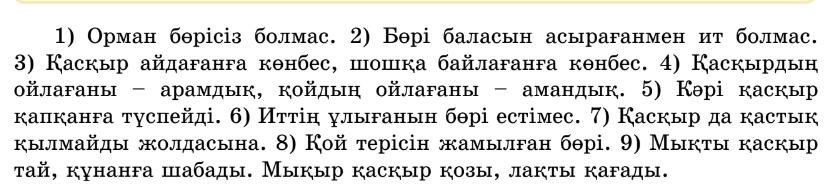 1) Орман бөрісіз болмас. 2) Бөрі баласын асырағанмен ит болмас.
3) Қасқыр айдағанға көнбес, шошқа байлағанға көнбес. 4) Қасқырдың
ойлағаны – арамдық, қойдың ойлағаны – амандық. 5) Кәрі қасқыр
қапқанға түспейді. 6) Иттің ұлығанын бөрі естімес. 7) Қасқыр да қастық
қылмайды жолдасына. 8) Қой терісін жамылған бөрі. 9) Мықты қасқыр
тай, құнанға шабады. Мықыр қасқыр қозы, лақты қағады.